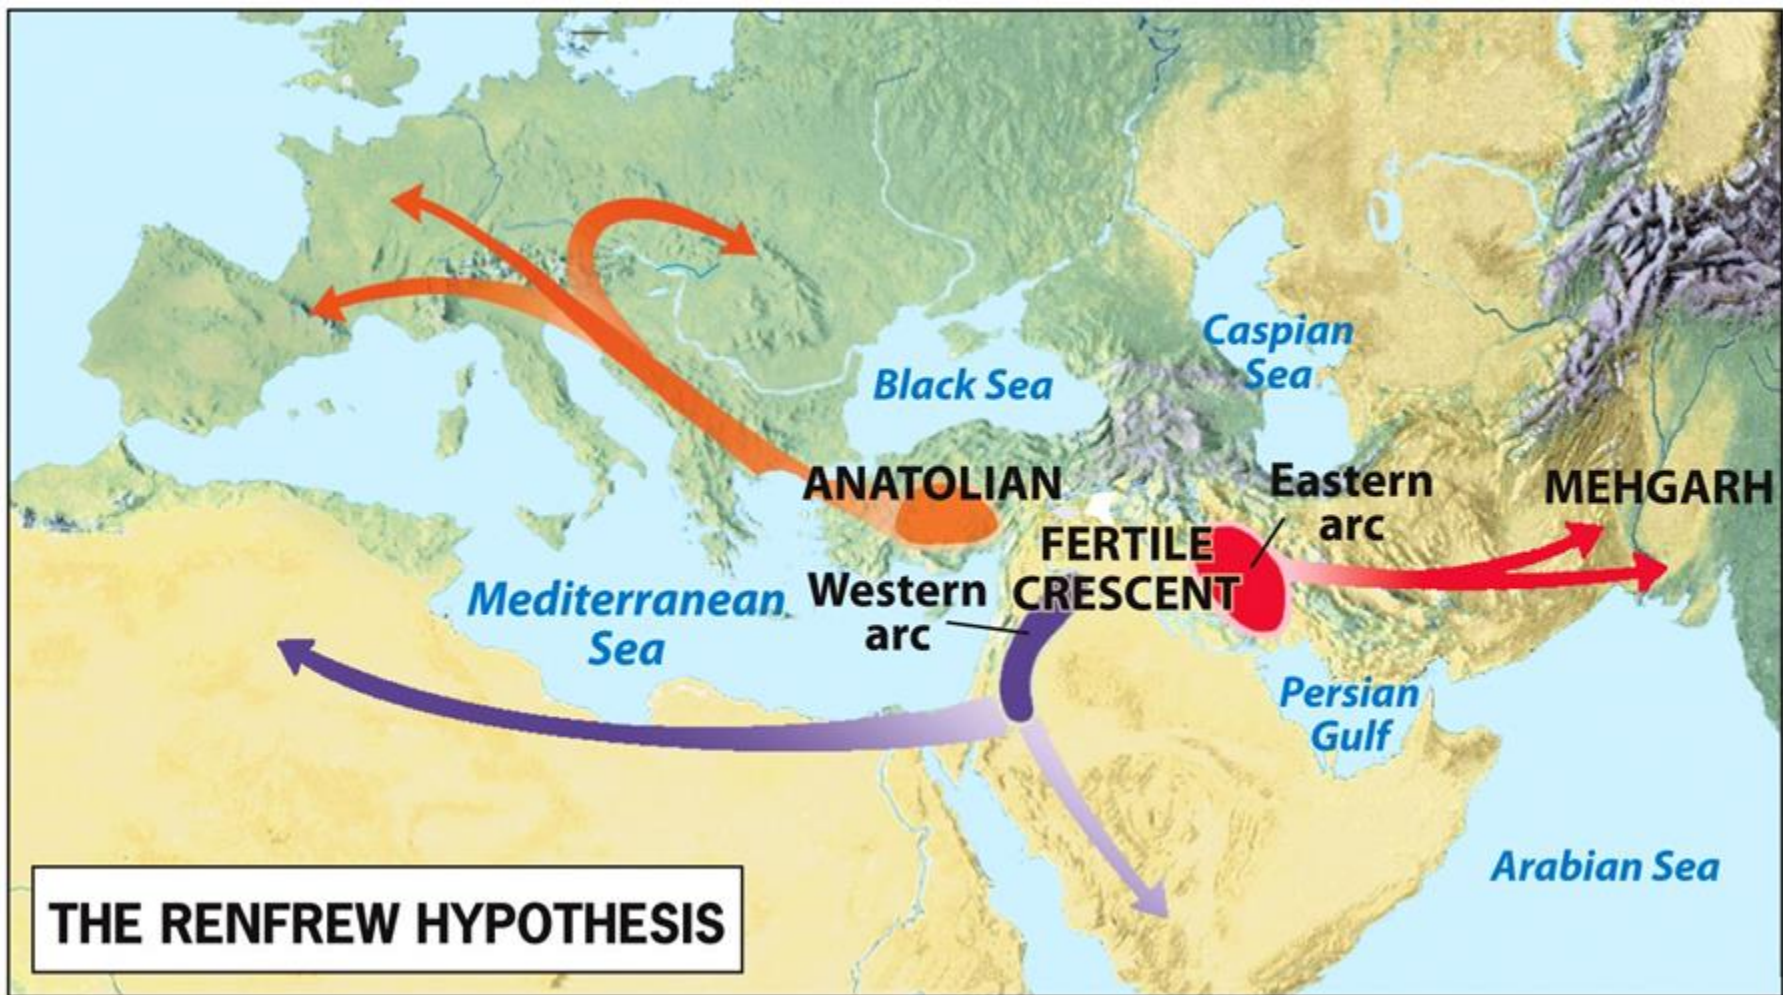 Caspian
Sea
Black Sea
ANATOLIAN
Eastern
arc
MEHGARH
FERTILE
CRESCENT
Western
arc
Mediterranean
Sea
Persian
Gulf
Arabian Sea
THE RENFREW HYPOTHESIS